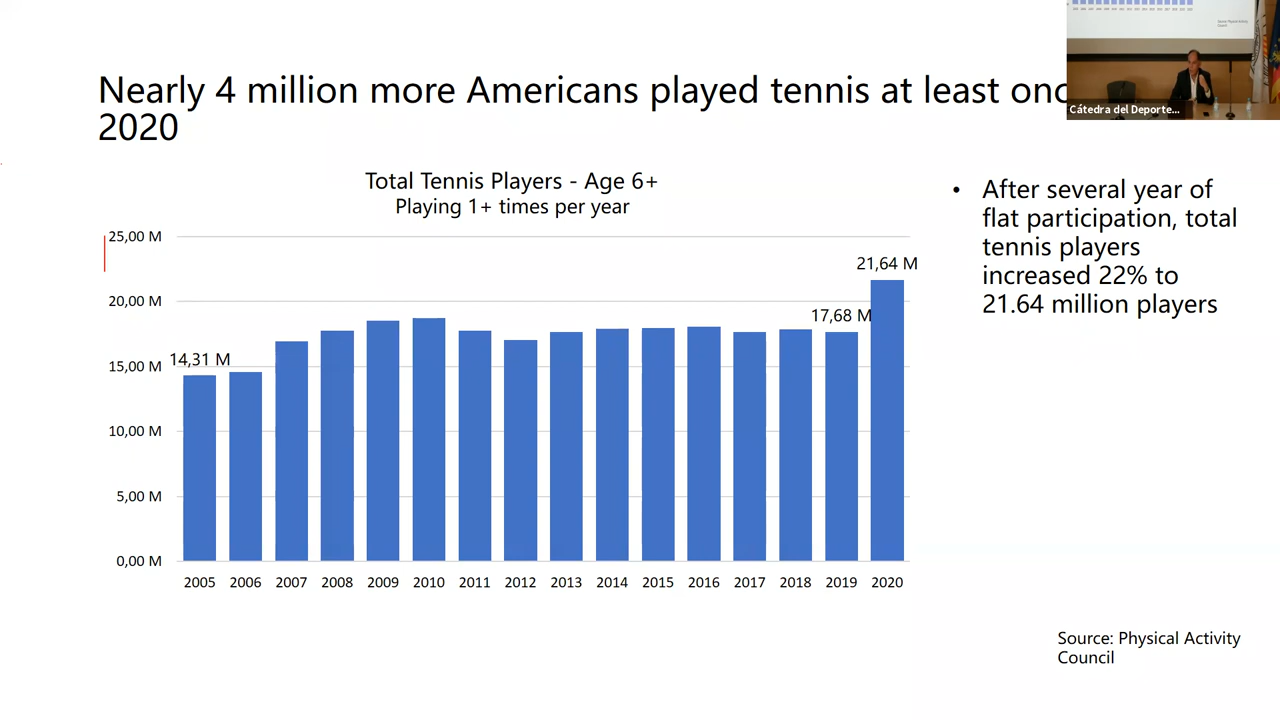 Nearly 4 million more Americans played tennis at least
2020
Cátedra del Deporte...
Total Tennis Players - Age 6+
Playing 1+ times per year
25,00 M
20,00 M
15,00 M
10,00 M
5,00 M
0,00 M
14,31 M
17,68 M
21,64 M
2005 2006 2007 2008 2009 2010 2011 2012 2013 2014 2015 2016 2017 2018 2019 2020
• After several year of
flat participation, total
tennis players
increased 22% to
21.64 million players
Source: Physical Activity
Council